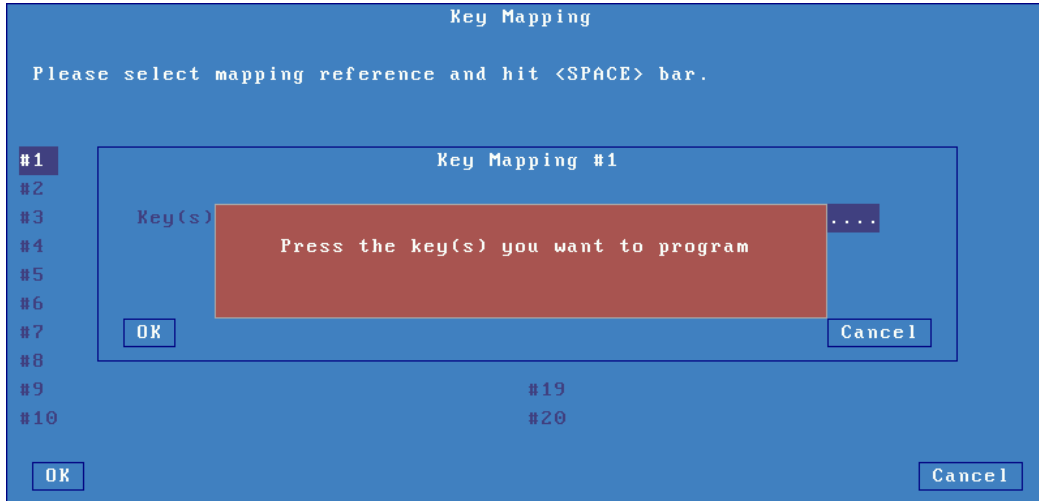 Key Mapping
Please select mapping reference and hit <SPACE> bar.
#1 Key Mapping #1
#2
#3 Key(s) ....
#4 Press the key(s) you want to program
#5
#6
#7 OK Cancel
#8
#9 #19
#10 #20
OK Cancel